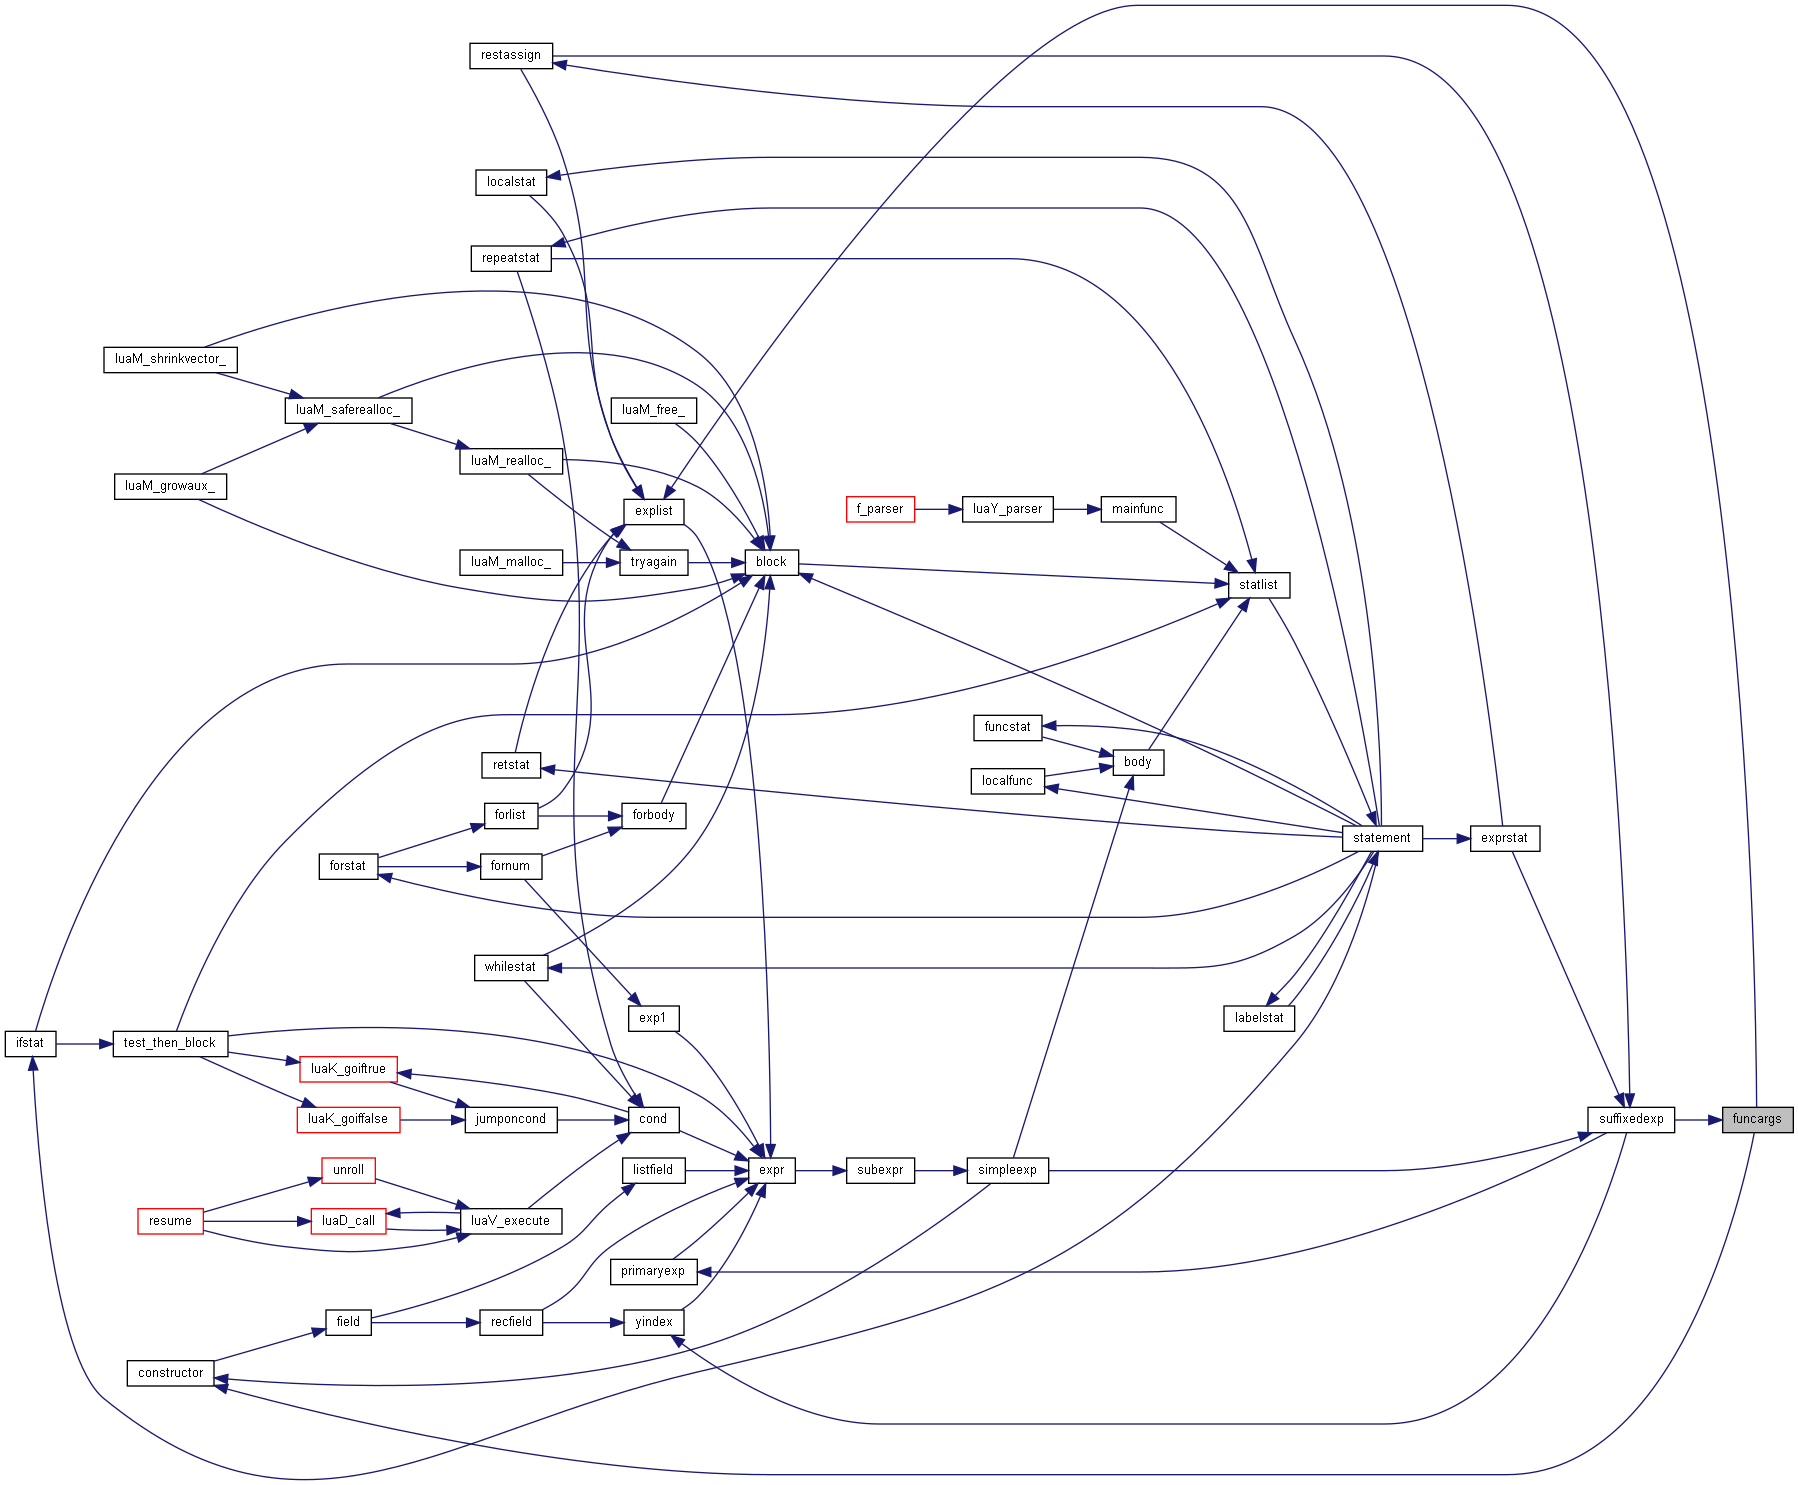 restassign
localstat
repeatstat
luaM_shrinkvector_
luaM_saferealloc_
luaM_free_
luaM_realloc_
luaM_growaux_
explist
f_parser
luaY_parser
mainfunc
luaM_malloc_
tryagain
block
statlist
funcstat
retstat
body
localfunc
forlist
forbody
statement
exprstat
forstat
fornum
whilestat
exp1
labelstat
ifstat
test_then_block
luaK_goiftrue
luaK_goiffalse
jumponcond
cond
suffixedexp
funcargs
unroll
listfield
expr
subexpr
simpleexp
resume
luaD_call
luaV_execute
primaryexp
field
recfield
yindex
constructor